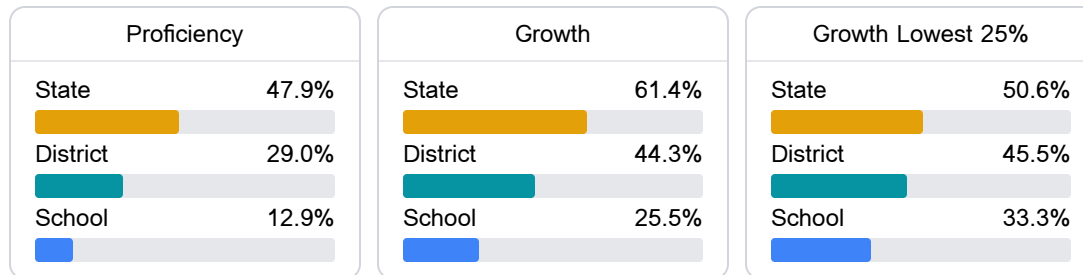 Proficiency
State 47.9%
District 29.0%
School 12.9%
Growth
State 61.4%
District 44.3%
School 25.5%
Growth Lowest 25%
State 50.6%
District 45.5%
School 33.3%